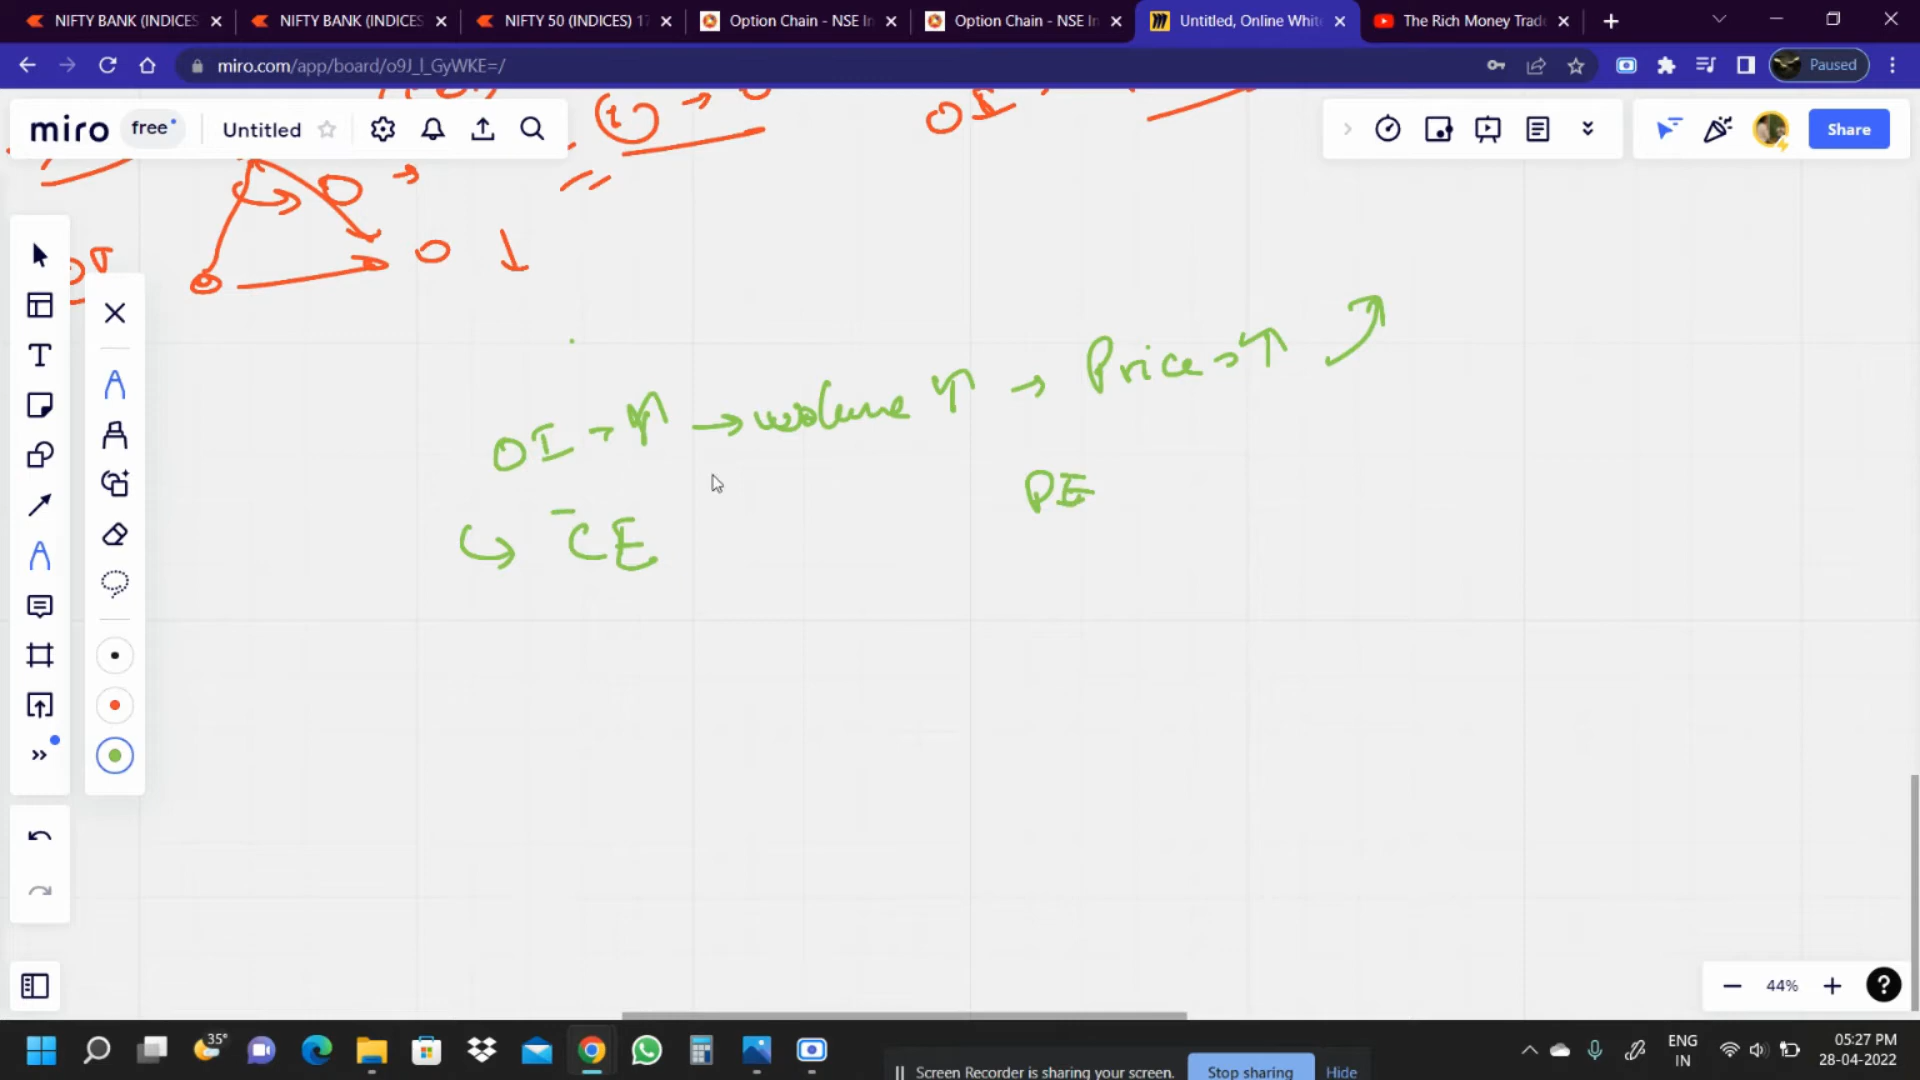 NIFTY BANK (INDICES NIFTY BANK (INDICES NIFTY 50 (INDICES) 17 Option Chain - NSE In Option Chain - NSE In Untitled, Online Whit The Rich Money Trad
miro.com/app/board/o9J_l_GyWKE=/ Paused
miro free Untitled Share
OI
OI → ↑ → volume ↑ → Price → ↑
CE PE
44%
35°
ENG
IN
05:27 PM
28-04-2022
Screen Recorder is sharing your screen. Stop sharing Hide